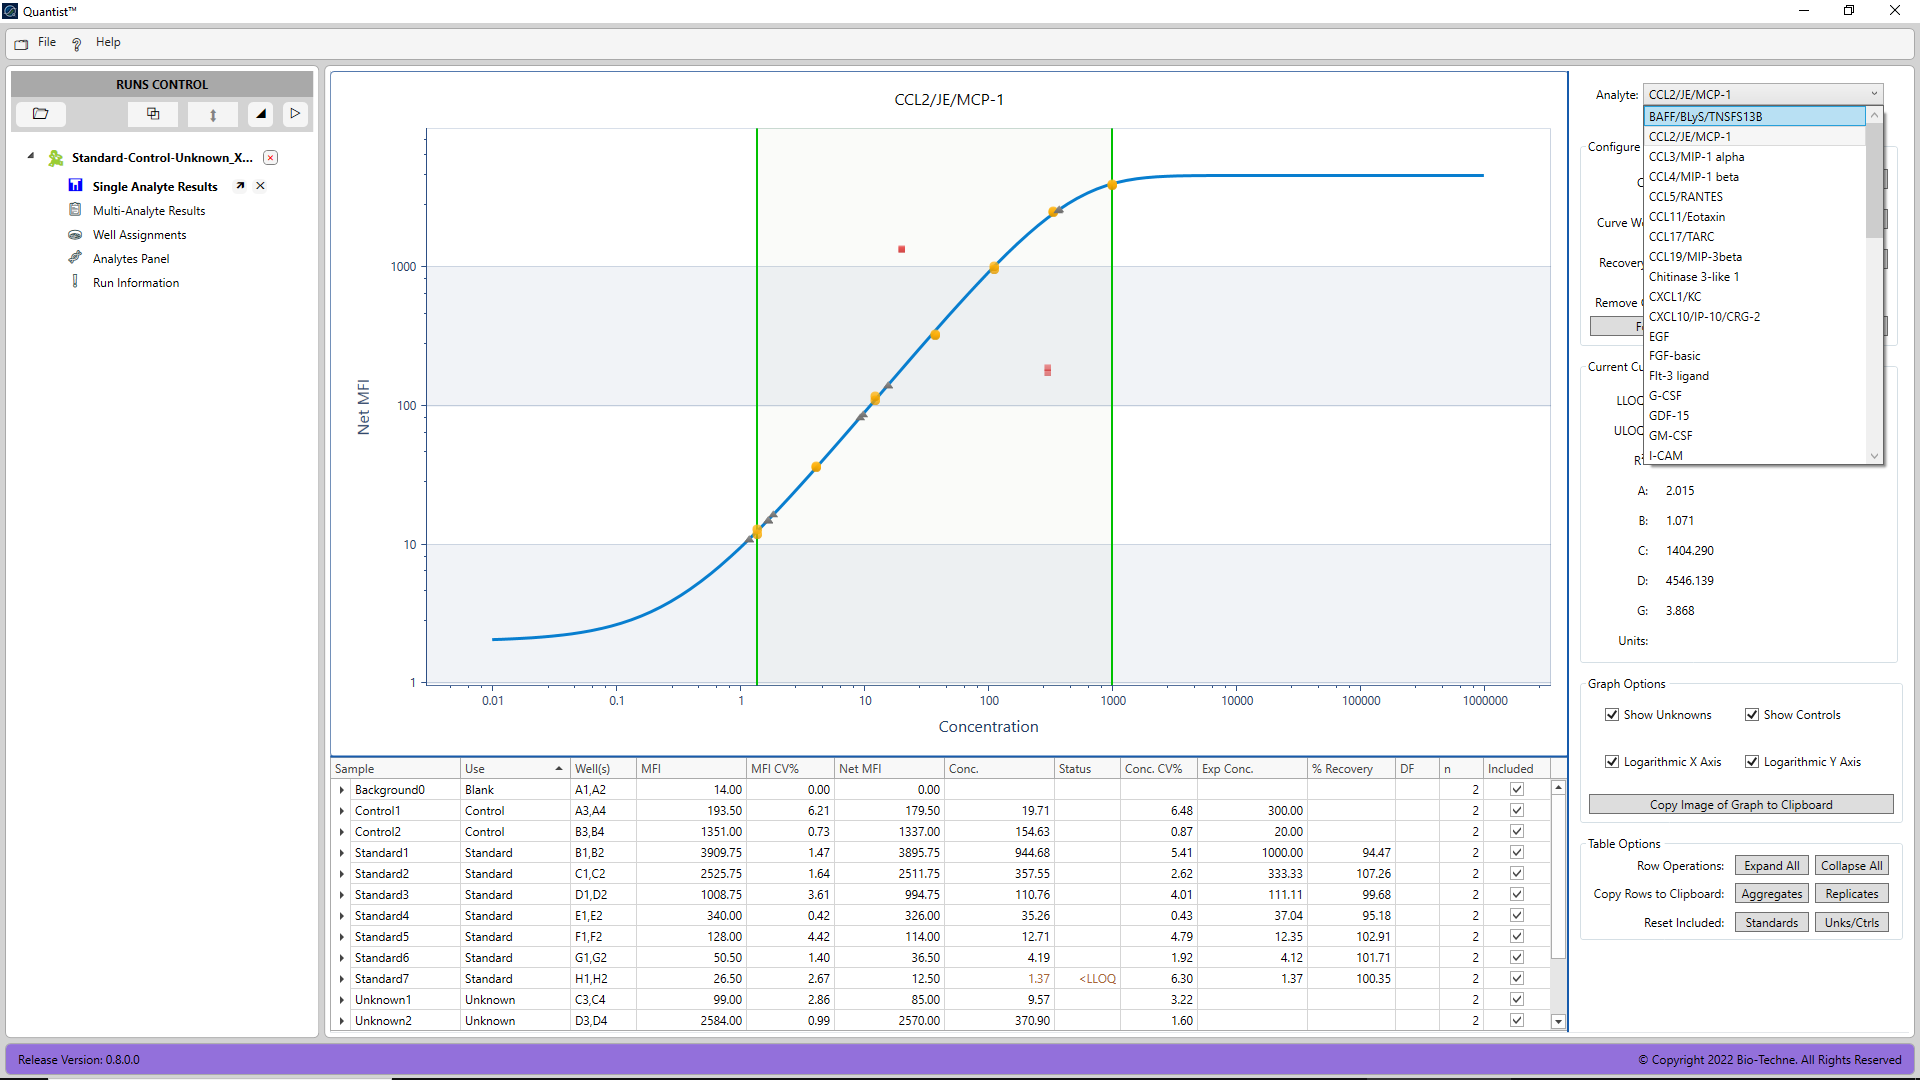 Quantist™
File
Help
RUNS CONTROL
Standard-Control-Unknown_X...
Single Analyte Results
Multi-Analyte Results
Well Assignments
Analytes Panel
Run Information
CCL2/JE/MCP-1
Net MFI
1000
100
10
1
0.01 0.1 1 10 100 1000 10000 100000 1000000
Concentration
Sample Use Well(s) MFI MFI CV% Net MFI Conc. Status Conc. CV% Exp Conc. % Recovery DF n Included
Background0 Blank A1,A2 14.00 0.00 0.00 2
Control1 Control A3,A4 193.50 6.21 179.50 19.71 6.48 300.00 2
Control2 Control B3,B4 1351.00 0.73 1337.00 154.63 0.87 20.00 2
Standard1 Standard B1,B2 3909.75 1.47 3895.75 944.68 5.41 1000.00 94.47 2
Standard2 Standard C1,C2 2525.75 1.64 2511.75 357.55 2.62 333.33 107.26 2
Standard3 Standard D1,D2 1008.75 3.61 994.75 110.76 4.01 111.11 99.68 2
Standard4 Standard E1,E2 340.00 0.42 326.00 35.26 0.43 37.04 95.18 2
Standard5 Standard F1,F2 128.00 4.42 114.00 12.71 4.79 12.35 102.91 2
Standard6 Standard G1,G2 50.50 1.40 36.50 4.19 1.92 4.12 101.71 2
Standard7 Standard H1,H2 26.50 2.67 12.50 1.37 <LLOQ 6.30 1.37 100.35 2
Unknown1 Unknown C3,C4 99.00 2.86 85.00 9.57 3.22 2
Unknown2 Unknown D3,D4 2584.00 0.99 2570.00 370.90 1.60 2
Analyte: CCL2/JE/MCP-1
BAFF/BLyS/TNSFS13B
CCL2/JE/MCP-1
CCL3/MIP-1 alpha
CCL4/MIP-1 beta
CCL5/RANTES
CCL11/Eotaxin
CCL17/TARC
CCL19/MIP-3beta
Chitinase 3-like 1
CXCL1/KC
CXCL10/IP-10/CRG-2
EGF
FGF-basic
Flt-3 ligand
G-CSF
GDF-15
GM-CSF
I-CAM
Configure
Curve
Recovery
Remove
Current
A: 2.015
B: 1.071
C: 1404.290
D: 4546.139
G: 3.868
Units:
Graph Options
Show Unknowns Show Controls
Logarithmic X Axis Logarithmic Y Axis
Copy Image of Graph to Clipboard
Table Options
Row Operations: Expand All Collapse All
Copy Rows to Clipboard: Aggregates Replicates
Reset Included: Standards Unks/Ctrls
Release Version: 0.8.0.0
© Copyright 2022 Bio-Techne. All Rights Reserved